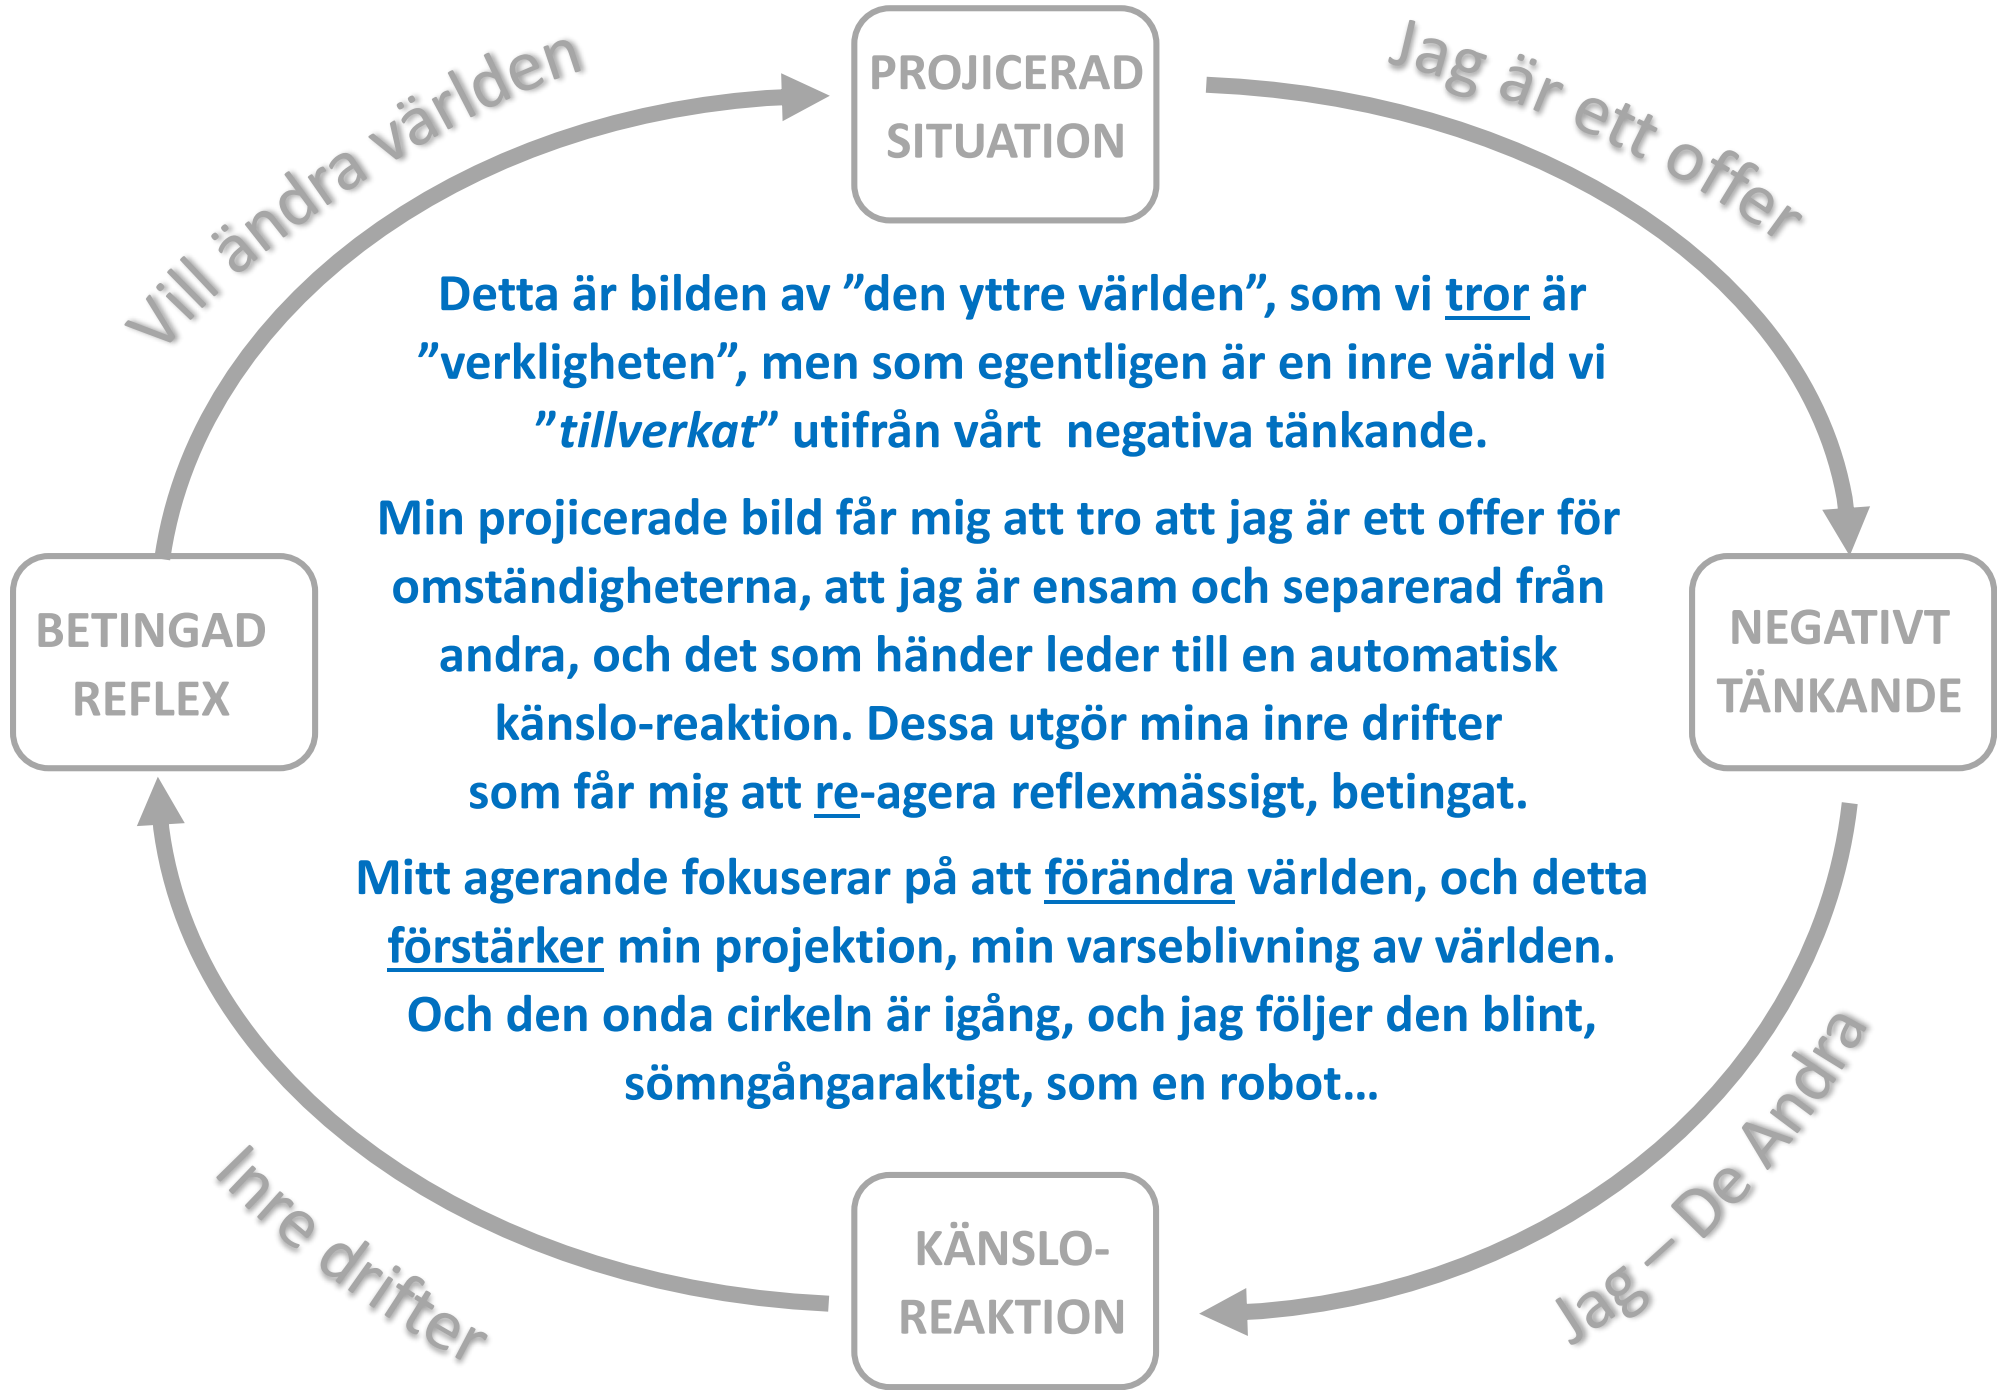 PROJICERAD
SITUATION
Jag är ett offer
Vill ändra världen
Detta är bilden av ”den yttre världen”, som vi tror är
”verkligheten”, men som egentligen är en inre värld vi
”tillverkat” utifrån vårt negativa tänkande.
Min projicerade bild får mig att tro att jag är ett offer för
omständigheterna, att jag är ensam och separerad från
andra, och det som händer leder till en automatisk
känslo-reaktion. Dessa utgör mina inre drifter
som får mig att re-agera reflexmässigt, betingat.
BETINGAD
REFLEX
NEGATIVT
TÄNKANDE
Mitt agerande fokuserar på att förändra världen, och detta
förstärker min projektion, min varseblivning av världen.
Och den onda cirkeln är igång, och jag följer den blint,
sömngångaraktigt, som en robot…
Jag – De Andra
Inre drifter
KÄNSLO-
REAKTION